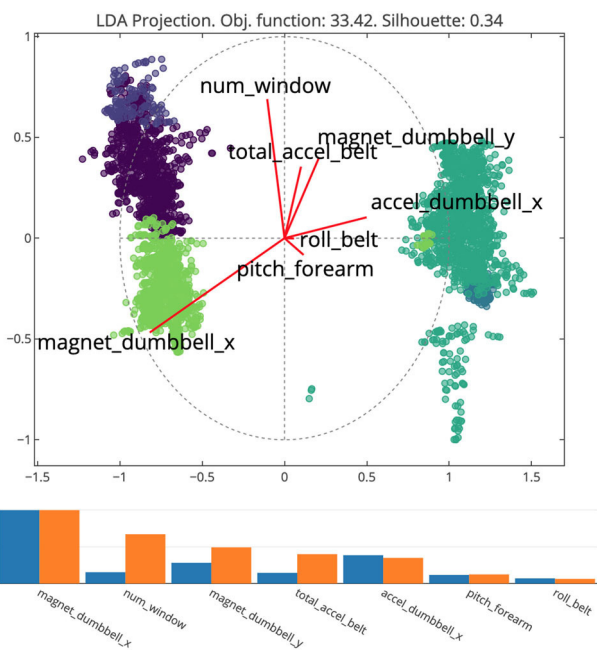 LDA Projection. Obj. function: 33.42. Silhouette: 0.34
1
num_window
0.5
magnet_dumbbell_y
total_accel_belt
accel_dumbbell_x
0
roll_belt
pitch_forearm
−0.5
magnet_dumbbell_x
−1
−1.5
−1
−0.5
0
0.5
1
1.5
magnet_dumbbell_x
num_window
magnet_dumbbell_y
total_accel_belt
accel_dumbbell_x
pitch_forearm
roll_belt